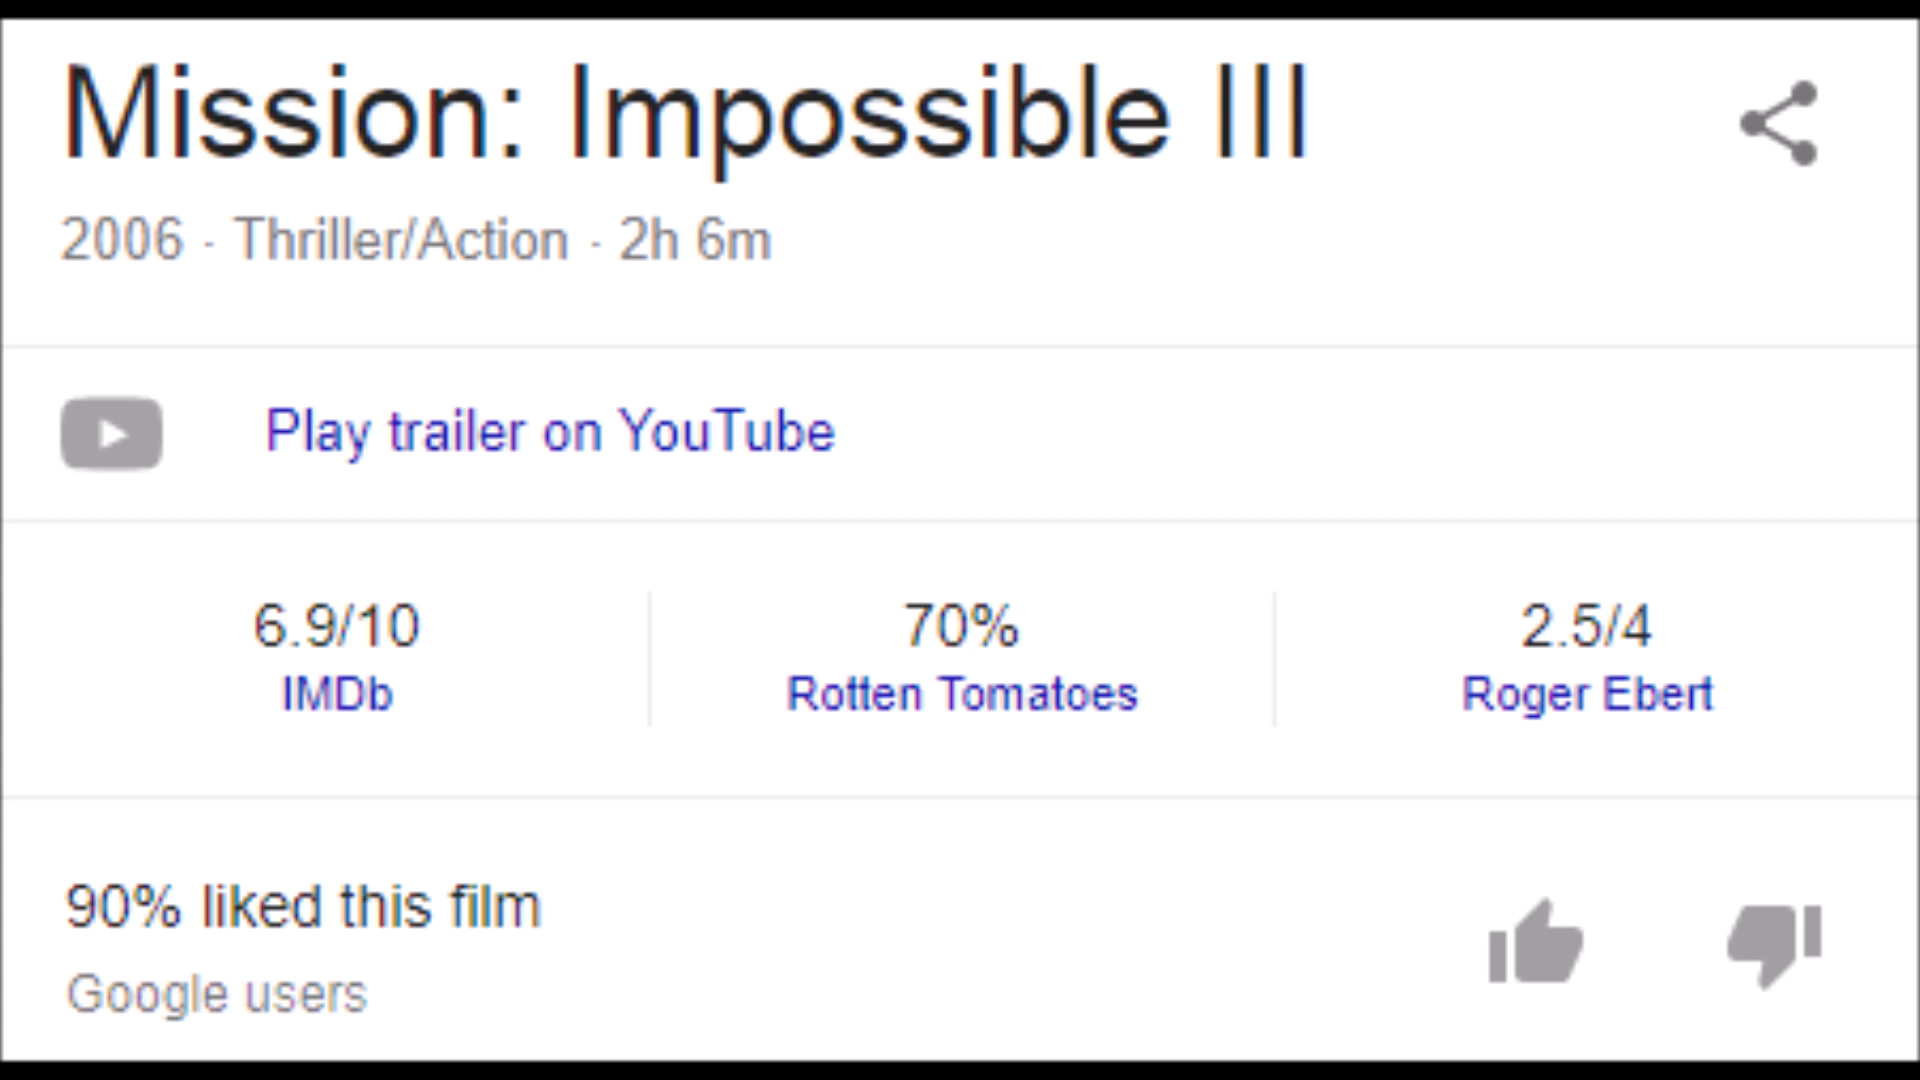 Mission: Impossible III
2006 · Thriller/Action · 2h 6m
Play trailer on YouTube
6.9/10
IMDb
70%
Rotten Tomatoes
2.5/4
Roger Ebert
90% liked this film
Google users